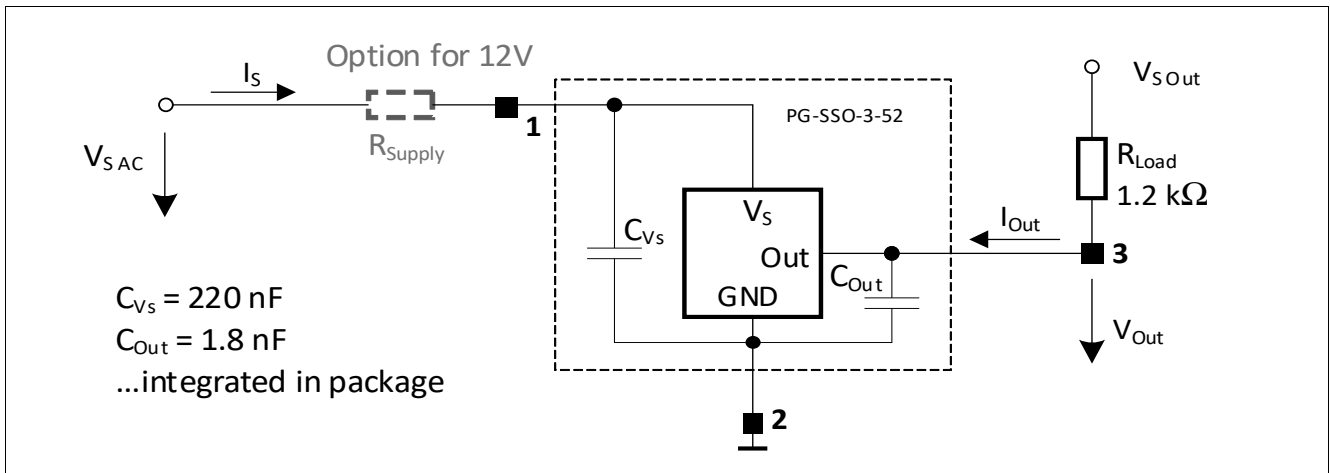 Option for 12V
I_S
R_Supply
1
V_S AC
PG-SSO-3-52
V_S Out
R_Load
1.2 kΩ
V_S
C_Vs
Out
I_Out
3
C_Out
GND
V_Out
C_Vs = 220 nF
C_Out = 1.8 nF
...integrated in package
2